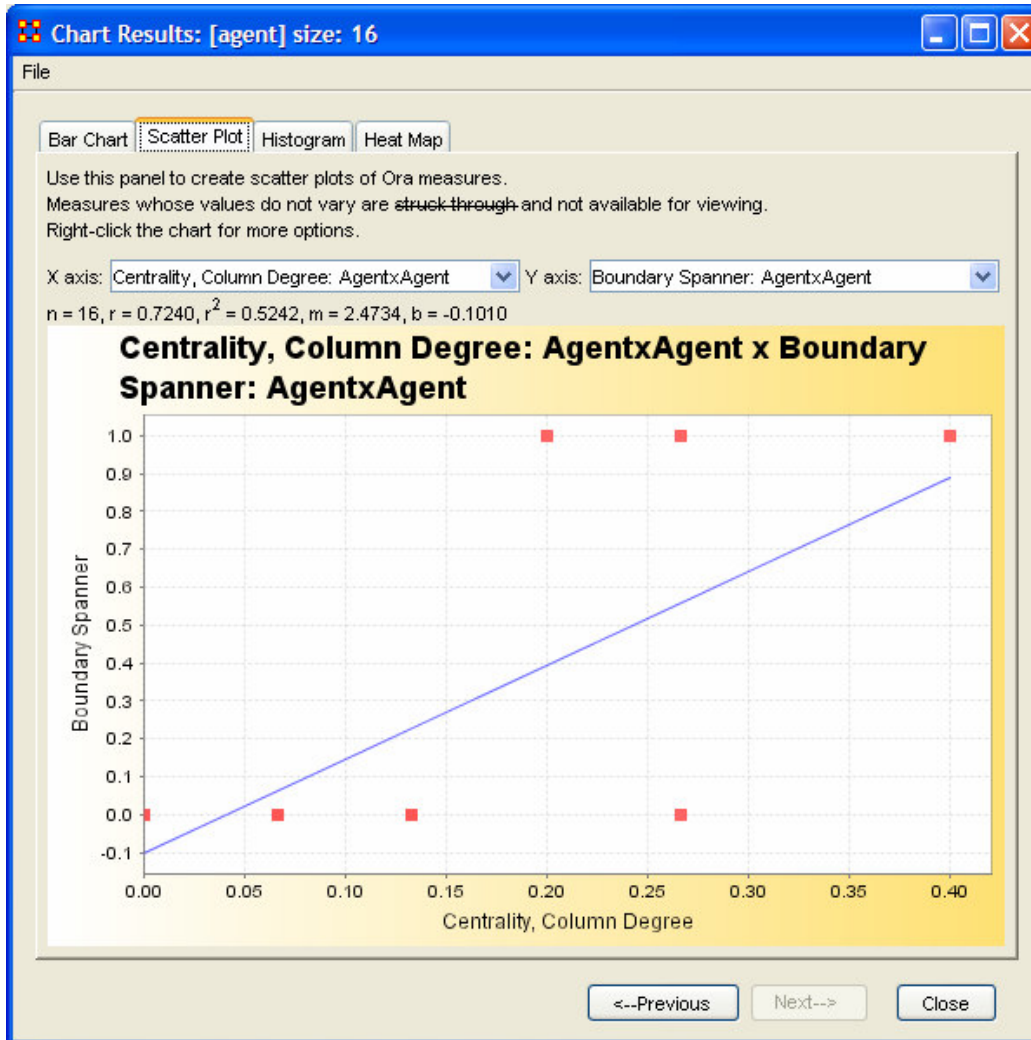 Chart Results: [agent] size: 16
File
Bar Chart Scatter Plot Histogram Heat Map
Use this panel to create scatter plots of Ora measures.
Measures whose values do not vary are struck through and not available for viewing.
Right-click the chart for more options.
X axis: Centrality, Column Degree: AgentxAgent Y axis: Boundary Spanner: AgentxAgent
n = 16, r = 0.7240, r² = 0.5242, m = 2.4734, b = -0.1010
Centrality, Column Degree: AgentxAgent x Boundary
Spanner: AgentxAgent
1.0
0.9
0.8
0.7
0.6
0.5
0.4
0.3
0.2
0.1
0.0
-0.1
Boundary Spanner
0.00 0.05 0.10 0.15 0.20 0.25 0.30 0.35 0.40
Centrality, Column Degree
<--Previous Next--> Close